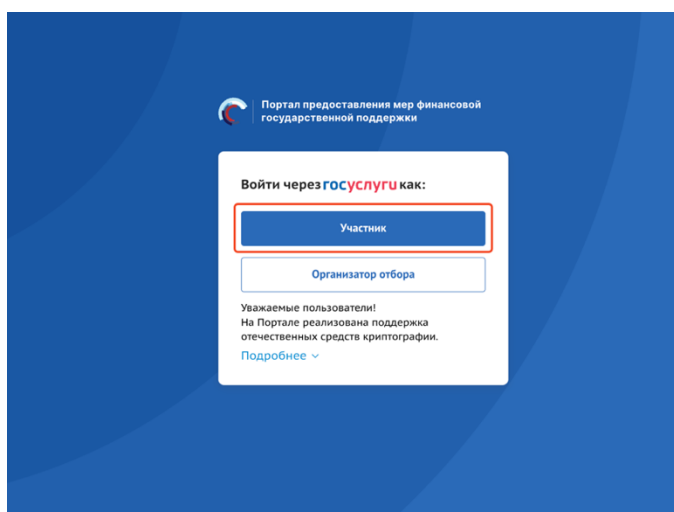 Портал предоставления мер финансовой
государственной поддержки
Войти через госуслуги как:
Участник
Организатор отбора
Уважаемые пользователи!
На Портале реализована поддержка
отечественных средств криптографии.
Подробнее